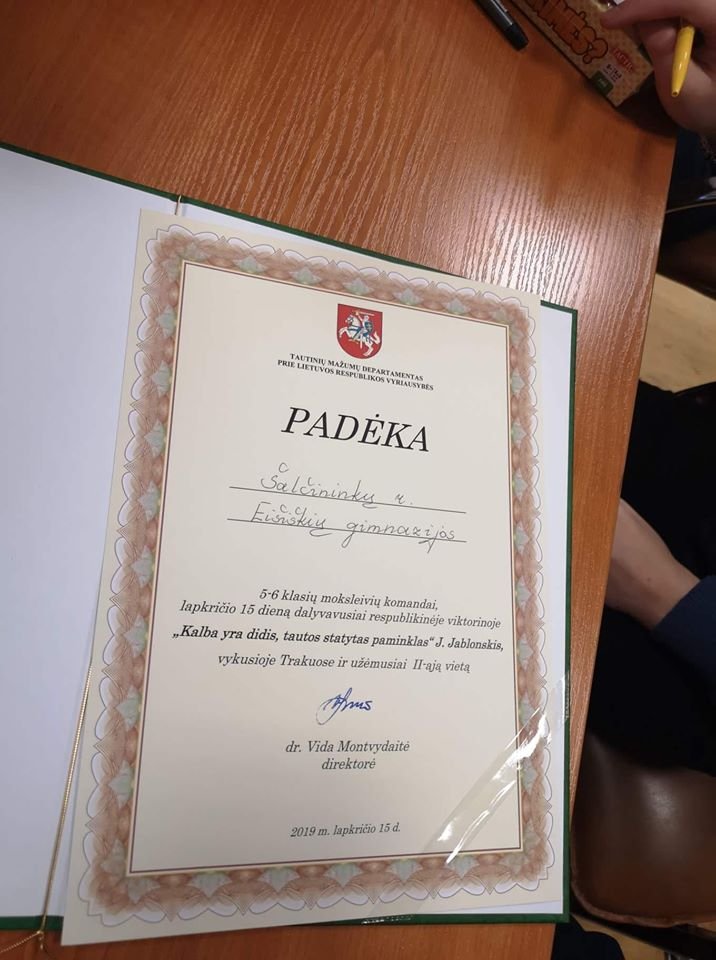 TAUTINIŲ MAŽUMŲ DEPARTAMENTAS
PRIE LIETUVOS RESPUBLIKOS VYRIAUSYBĖS
PADĖKA
Šalčininkų r.
Eišiškių gimnazijos
5-6 klasių moksleivių komandai,
lapkričio 15 dieną dalyvavusiai respublikinėje viktorinoje
„Kalba yra didis, tautos statytas paminklas“ J. Jablonskis,
vykusioje Trakuose ir užėmusiai II-ąją vietą
dr. Vida Montvydaitė
direktorė
2019 m. lapkričio 15 d.